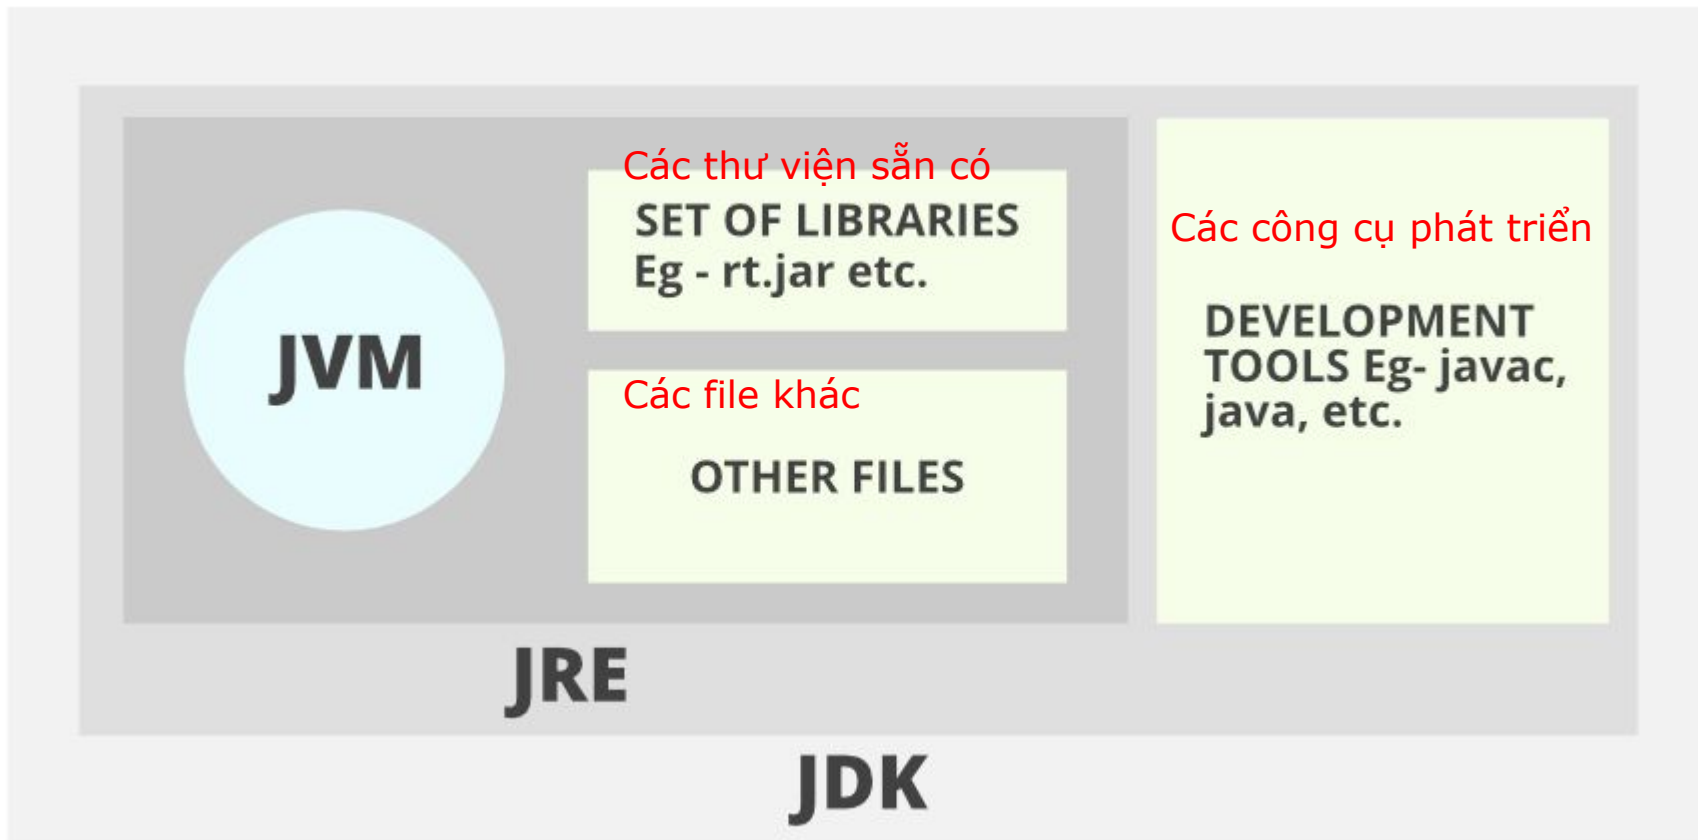 Các thư viện sẵn có
SET OF LIBRARIES
Eg - rt.jar etc.
JVM
Các file khác
OTHER FILES
Các công cụ phát triển
DEVELOPMENT
TOOLS Eg- javac,
java, etc.
JRE
JDK